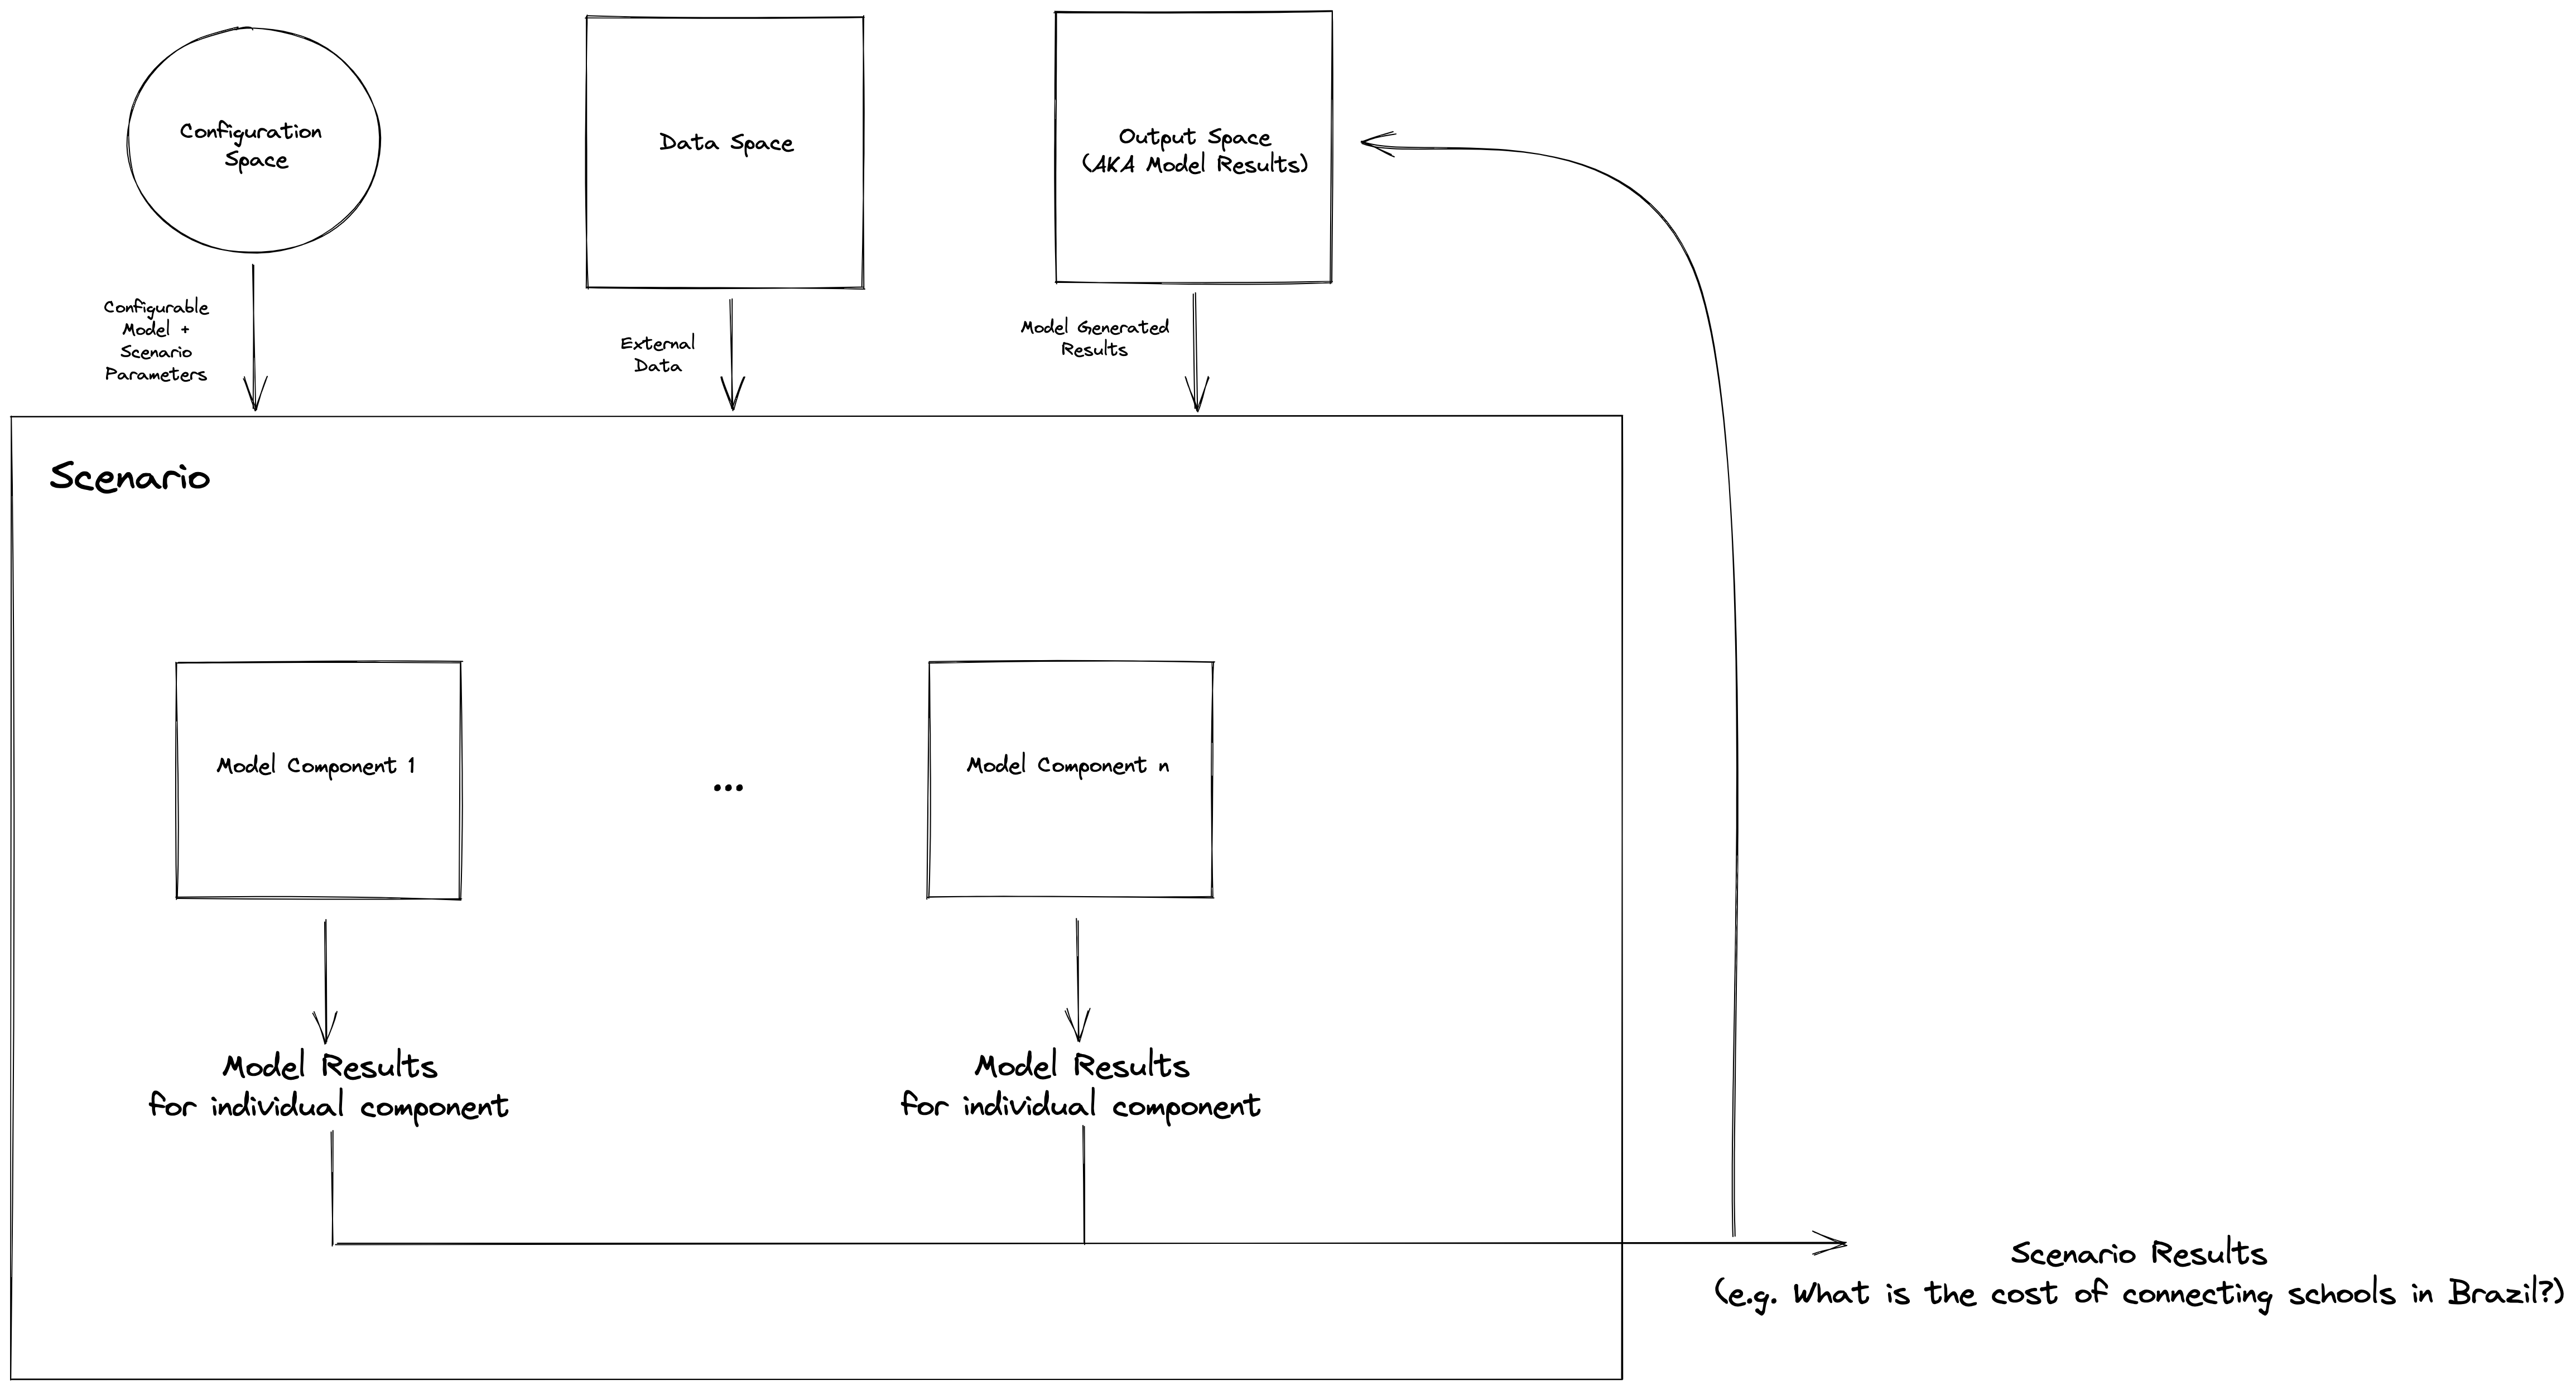 Configuration
Space
Data Space
Output Space
(AKA Model Results)
Configurable
Model +
Scenario
Parameters
External
Data
Model Generated
Results
Scenario
Model Component 1
...
Model Component n
Model Results
for individual component
Model Results
for individual component
Scenario Results
(e.g. What is the cost of connecting schools in Brazil?)